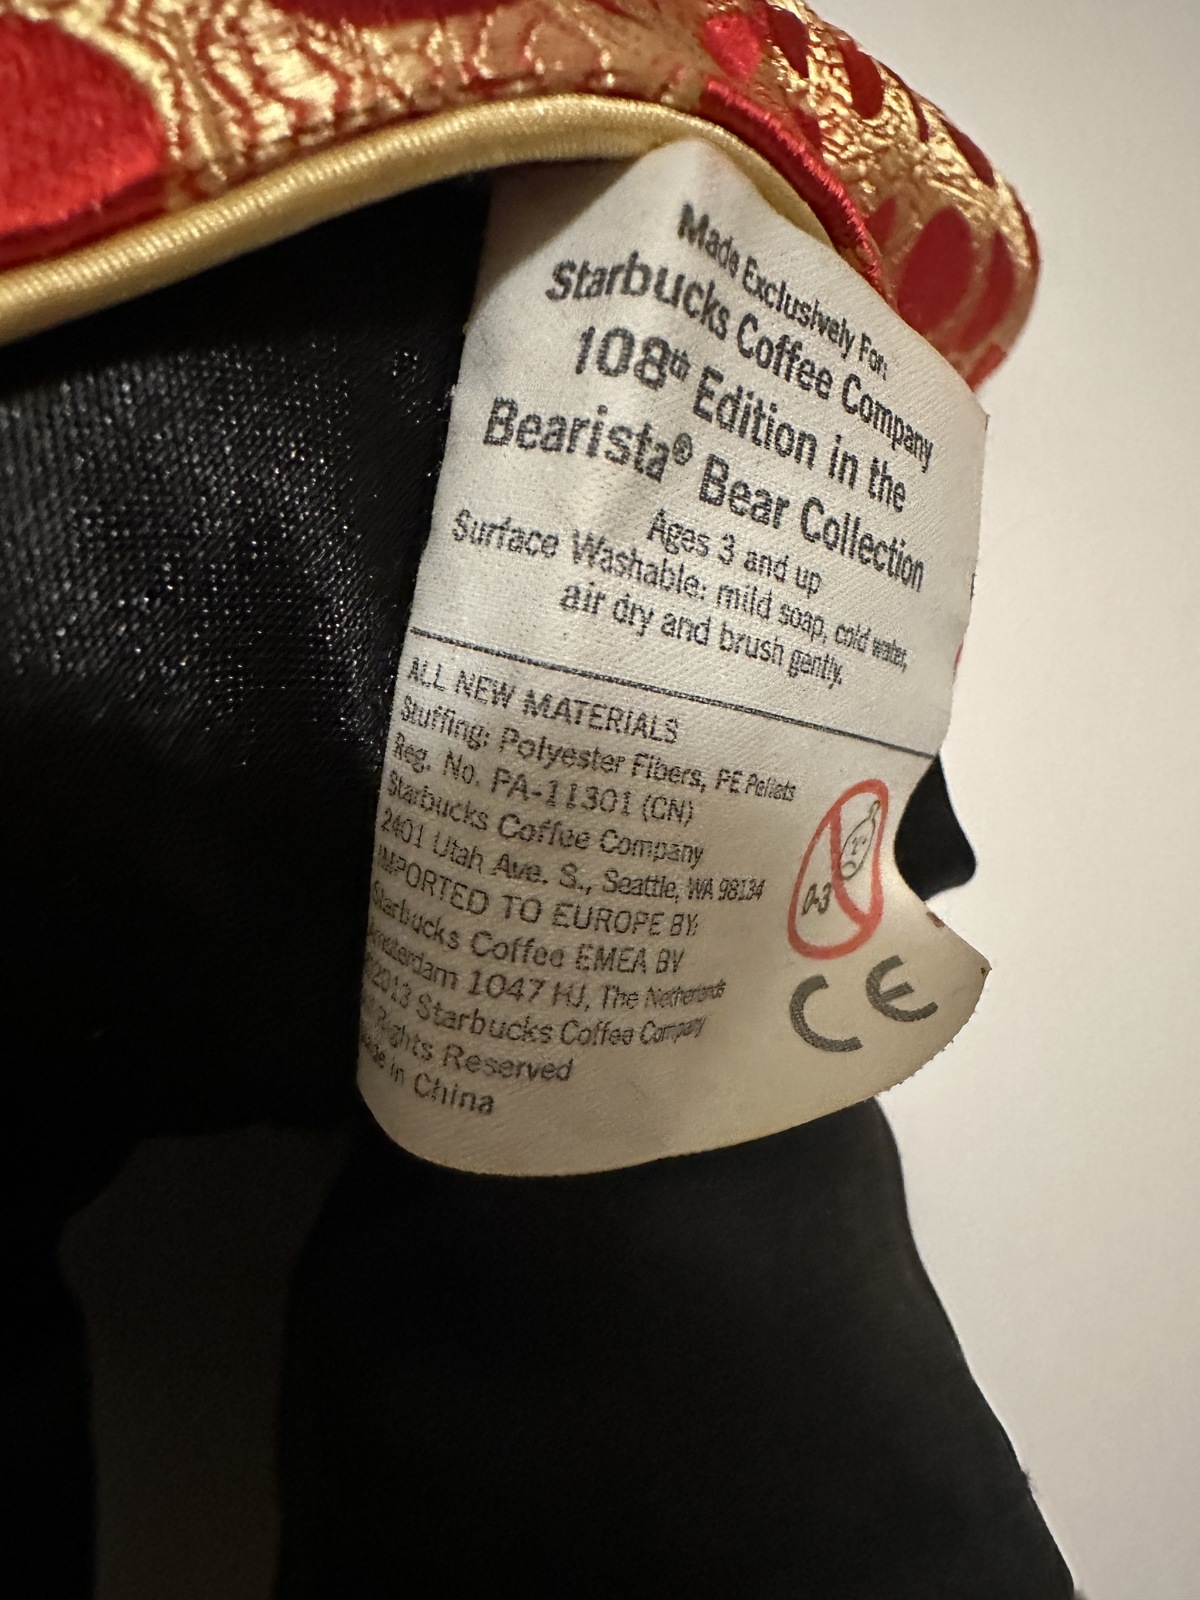 Made Exclusively For:
Starbucks Coffee Company
108th Edition in the
Bearista® Bear Collection
Ages 3 and up
Surface Washable: mild soap, cold water,
air dry and brush gently.
ALL NEW MATERIALS
Stuffing: Polyester Fibers, PE Pellets
Reg. No. PA-11301 (CN)
Starbucks Coffee Company
2401 Utah Ave. S., Seattle, WA 98134
IMPORTED TO EUROPE BY:
Starbucks Coffee EMEA BV
Amsterdam 1047 HJ, The Netherlands
2013 Starbucks Coffee Company
Rights Reserved
Made in China
0-3
CE